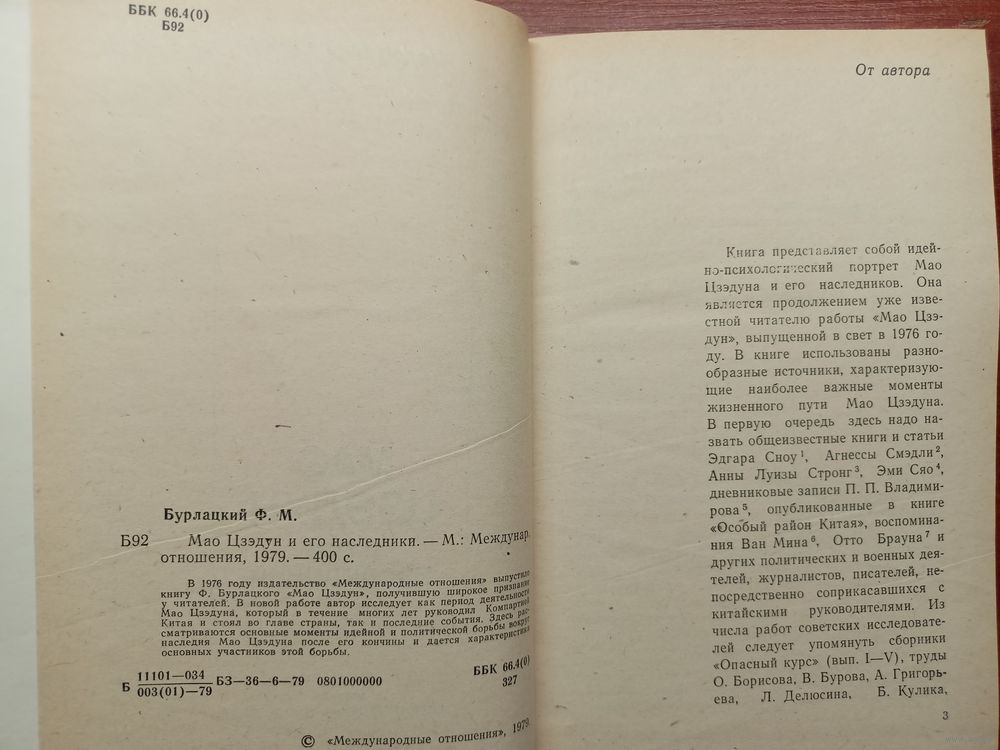 ББК 66.4(0)
Б92
Бурлацкий Ф. М.
Б92 Мао Цзэдун и его наследники. — М.: Междунар.
отношения, 1979. — 400 с.
В 1976 году издательство «Международные отношения» выпустило
книгу Ф. Бурлацкого «Мао Цзэдун», получившую широкое признание
у читателей. В новой работе автор исследует как период деятельности
Мао Цзэдуна, который в течение многих лет руководил Компартией
Китая и стоял во главе страны, так и последние события. Здесь рас-
сматриваются основные моменты идейной и политической борьбы вокруг
наследия Мао Цзэдуна после его кончины и дается характеристика
основных участников этой борьбы.
Б 11101—034
003(01)—79 БЗ—36—6—79 0801000000
ББК 66.4(0)
327
© «Международные отношения», 1979.
От автора
Книга представляет собой идей-
но-психологический портрет Мао
Цзэдуна и его наследников. Она
является продолжением уже изве-
стной читателю работы «Мао Цзэ-
дун», выпущенной в свет в 1976 го-
ду. В книге использованы разно-
образные источники, характеризую-
щие наиболее важные моменты
жизненного пути Мао Цзэдуна.
В первую очередь здесь надо на-
звать общеизвестные книги и статьи
Эдгара Сноу¹, Агнессы Смэдли²,
Анны Луизы Стронг³, Эми Сяо⁴,
дневниковые записи П. П. Владими-
рова⁵, опубликованные в книге
«Особый район Китая», воспомина-
ния Ван Мина⁶, Отто Брауна⁷ и
других политических и военных дея-
телей, журналистов, писателей, не-
посредственно соприкасавшихся с
китайскими руководителями. Из
числа работ советских исследовате-
лей следует упомянуть сборники
«Опасный курс» (вып. I—V), труды
О. Борисова, В. Бурова, А. Григорь-
ева, Л. Делюсина, Б. Кулика,
3